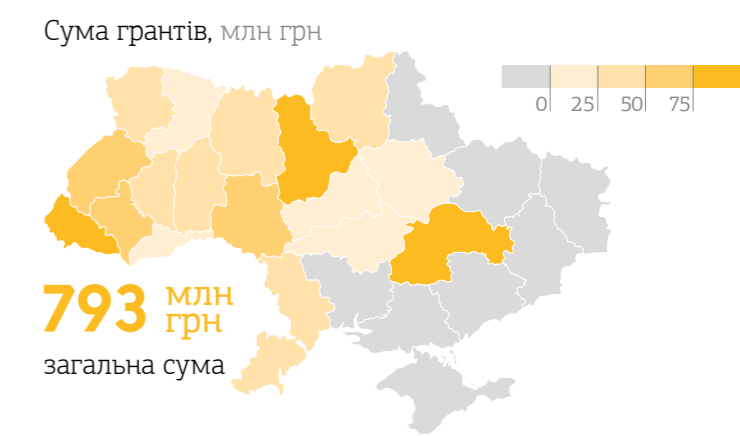 Сума грантів, млн грн
0 25 50 75
793 млн
грн
загальна сума